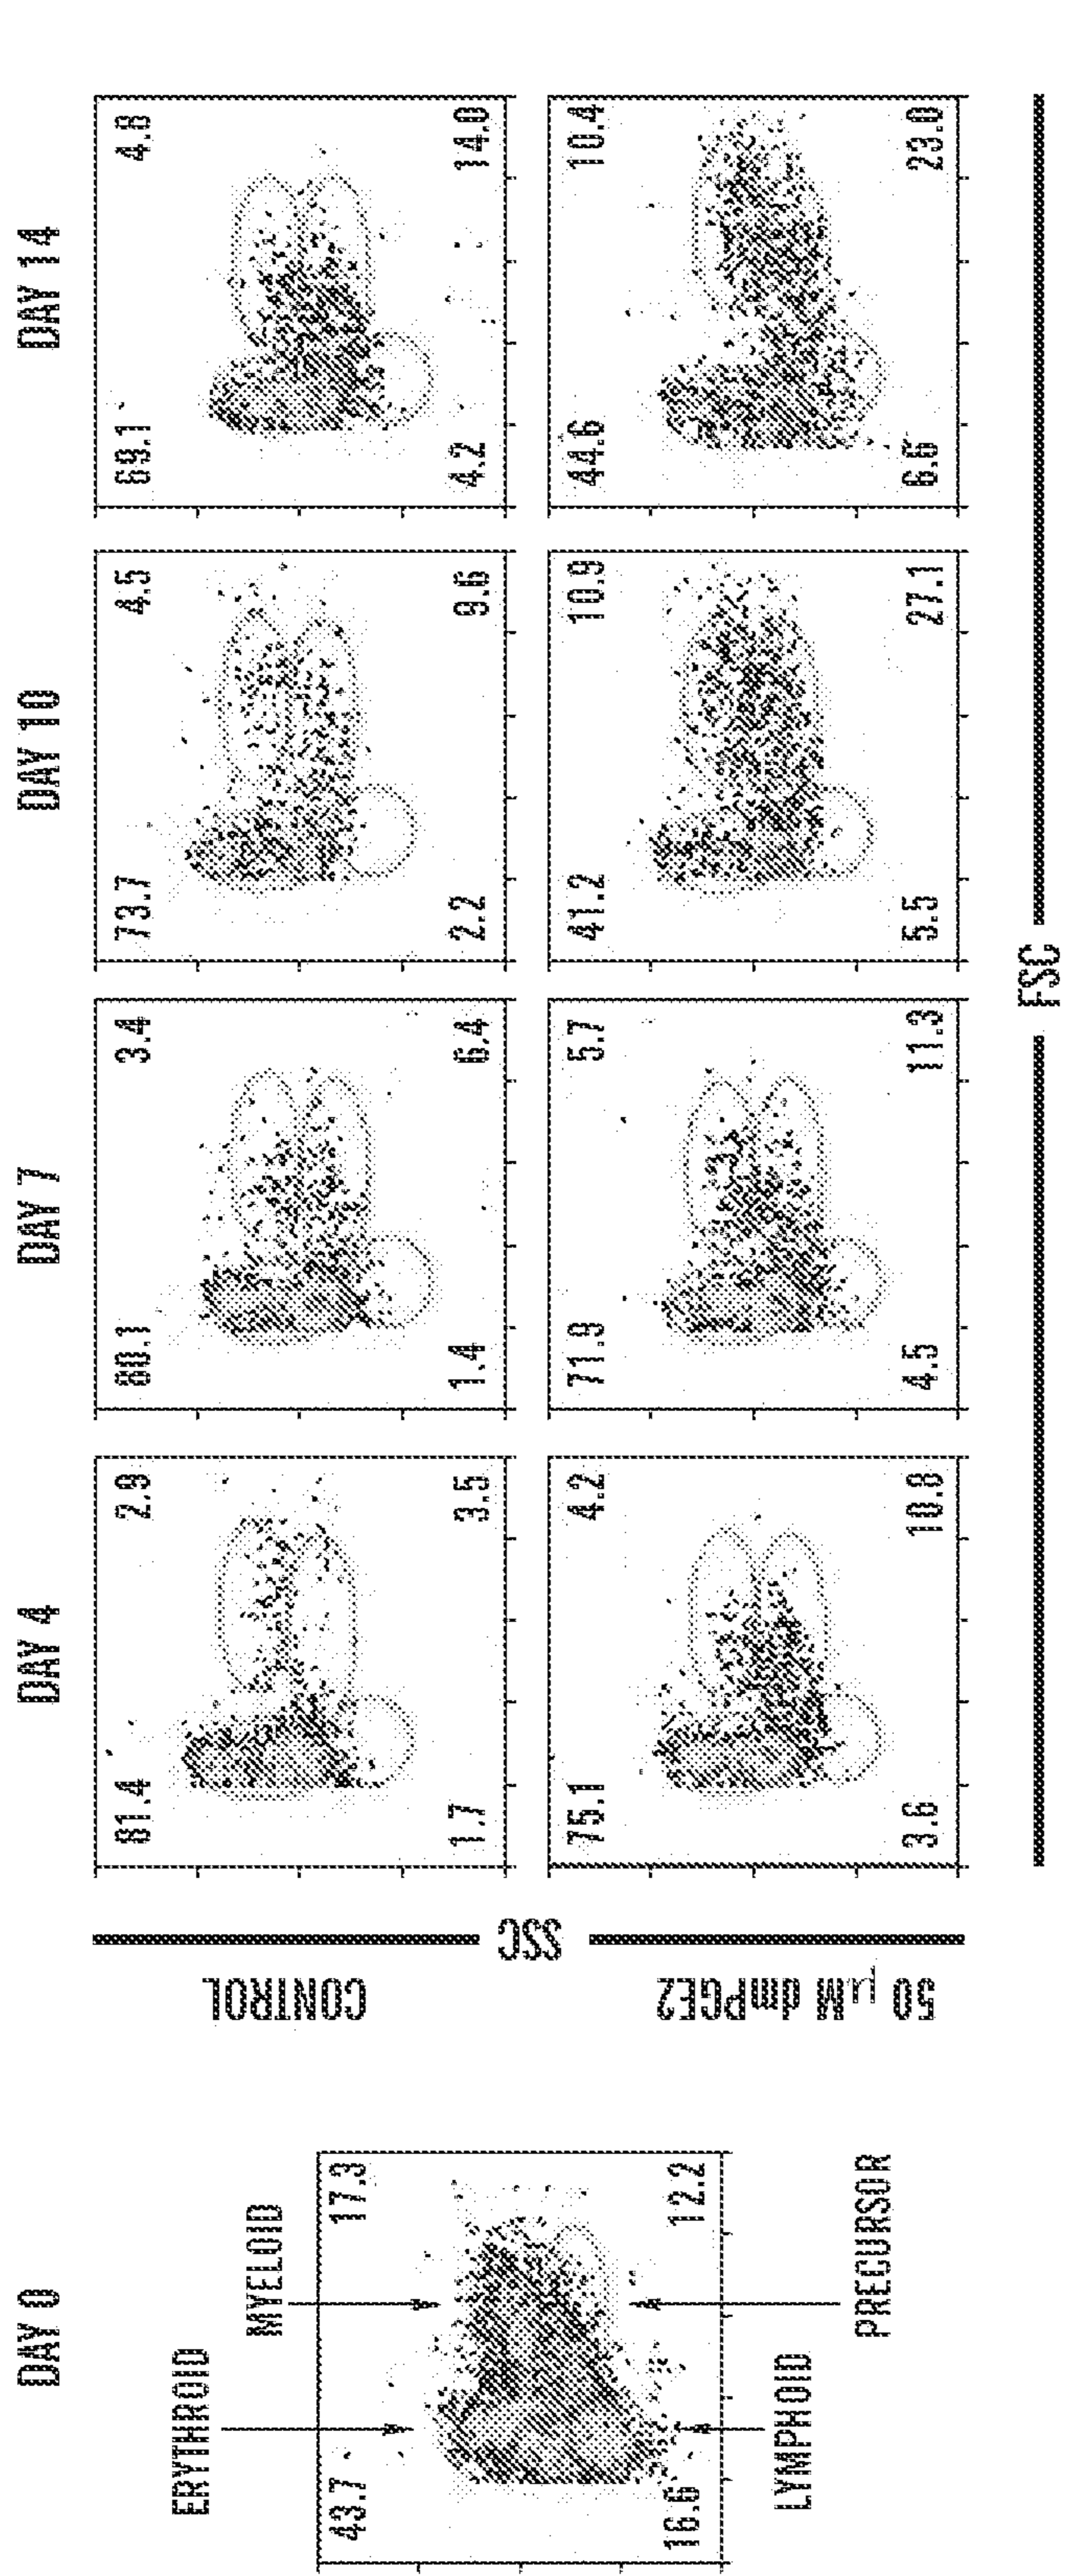 DAY 0
ERYTHROID
MYELOID
43.7 17.3
16.6 12.2
LYMPHOID
PRECURSOR
DAY 4 DAY 7 DAY 10 DAY 14
CONTROL
81.4 2.9 80.1 3.4 73.7 4.5 69.1 4.8
1.7 3.5 1.4 6.4 2.2 9.6 4.2 14.0
SSC
50 μM dmPGE2
75.1 4.2 71.9 5.7 41.2 10.9 44.6 10.4
3.6 10.8 4.5 11.3 5.5 27.1 6.6 23.0
FSC